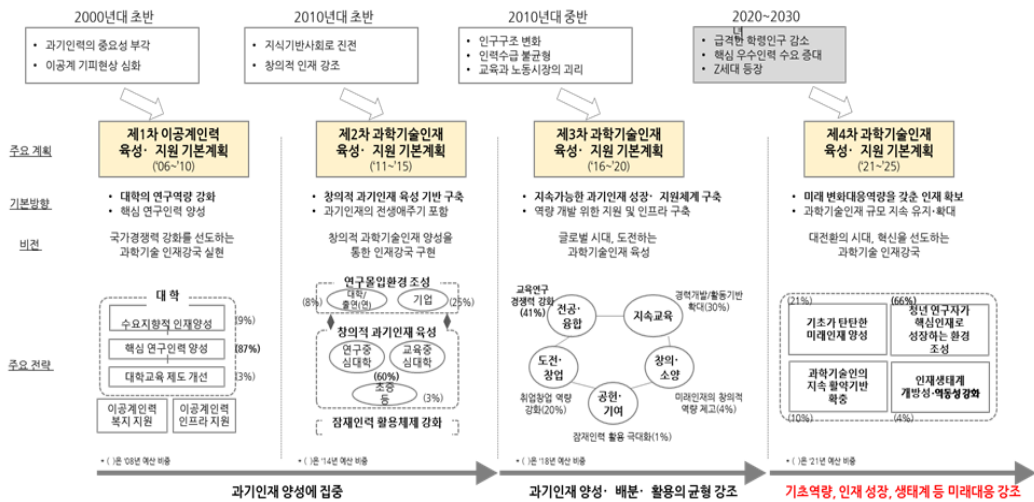 2000년대 초반
2010년대 초반
2010년대 중반
2020~2030
년
• 과기인력의 중요성 부각
• 이공계 기피현상 심화
• 지식기반사회로 진전
• 창의적 인재 강조
• 인구구조 변화
• 인력수급 불균형
• 교육과 노동시장의 괴리
• 급격한 학령인구 감소
• 핵심 우수인력 수요 증대
• Z세대 등장
주요 계획
제1차 이공계인력
육성· 지원 기본계획
('06~'10)
제2차 과학기술인재
육성· 지원 기본계획
('11~'15)
제3차 과학기술인재
육성· 지원 기본계획
('16~'20)
제4차 과학기술인재
육성· 지원 기본계획
('21~'25)
기본방향
• 대학의 연구역량 강화
• 핵심 연구인력 양성
• 창의적 과기인재 육성 기반 구축
• 과기인재의 전생애주기 포함
• 지속가능한 과기인재 성장· 지원체계 구축
• 역량 개발 위한 지원 및 인프라 구축
• 미래 변화대응역량을 갖춘 인재 확보
• 과학기술인재 규모 지속 유지·확대
비전
국가경쟁력 강화를 선도하는
과학기술 인재강국 실현
창의적 과학기술인재 양성을
통한 인재강국 구현
글로벌 시대, 도전하는
과학기술인재 육성
대전환의 시대, 혁신을 선도하는
과학기술 인재강국
주요 전략
대 학
수요지향적 인재양성
(9%)
핵심 연구인력 양성
(87%)
대학교육 제도 개선
(3%)
이공계인력
복지 지원
이공계인력
인프라 지원
연구몰입환경 조성
(8%)
대학/
출연(연)
기업
(25%)
창의적 과기인재 육성
연구중
심대학
교육중
심대학
(60%)
초중
등
(3%)
잠재인력 활용체제 강화
교육연구
경쟁력 강화
(41%)
전공·
융합
지속교육
경력개발/활동기반
확대(30%)
도전·
창업
창의·
소양
취업창업 역량
강화(20%)
공헌·
기여
미래인재의 창의적
역량 제고(4%)
잠재인력 활용 극대화(1%)
(21%)
기초가 탄탄한
미래인재 양성
(66%)
청년 연구자가
핵심인재로
성장하는 환경
조성
과학기술인의
지속 활약기반
확충
(10%)
인재생태계
개방성·역동성강화
(4%)
* ( )은 '08년 예산 비중
* ( )은 '14년 예산 비중
* ( )은 '18년 예산 비중
* ( )은 '21년 예산 비중
과기인재 양성에 집중
과기인재 양성· 배분· 활용의 균형 강조
기초역량, 인재 성장, 생태계 등 미래대응 강조